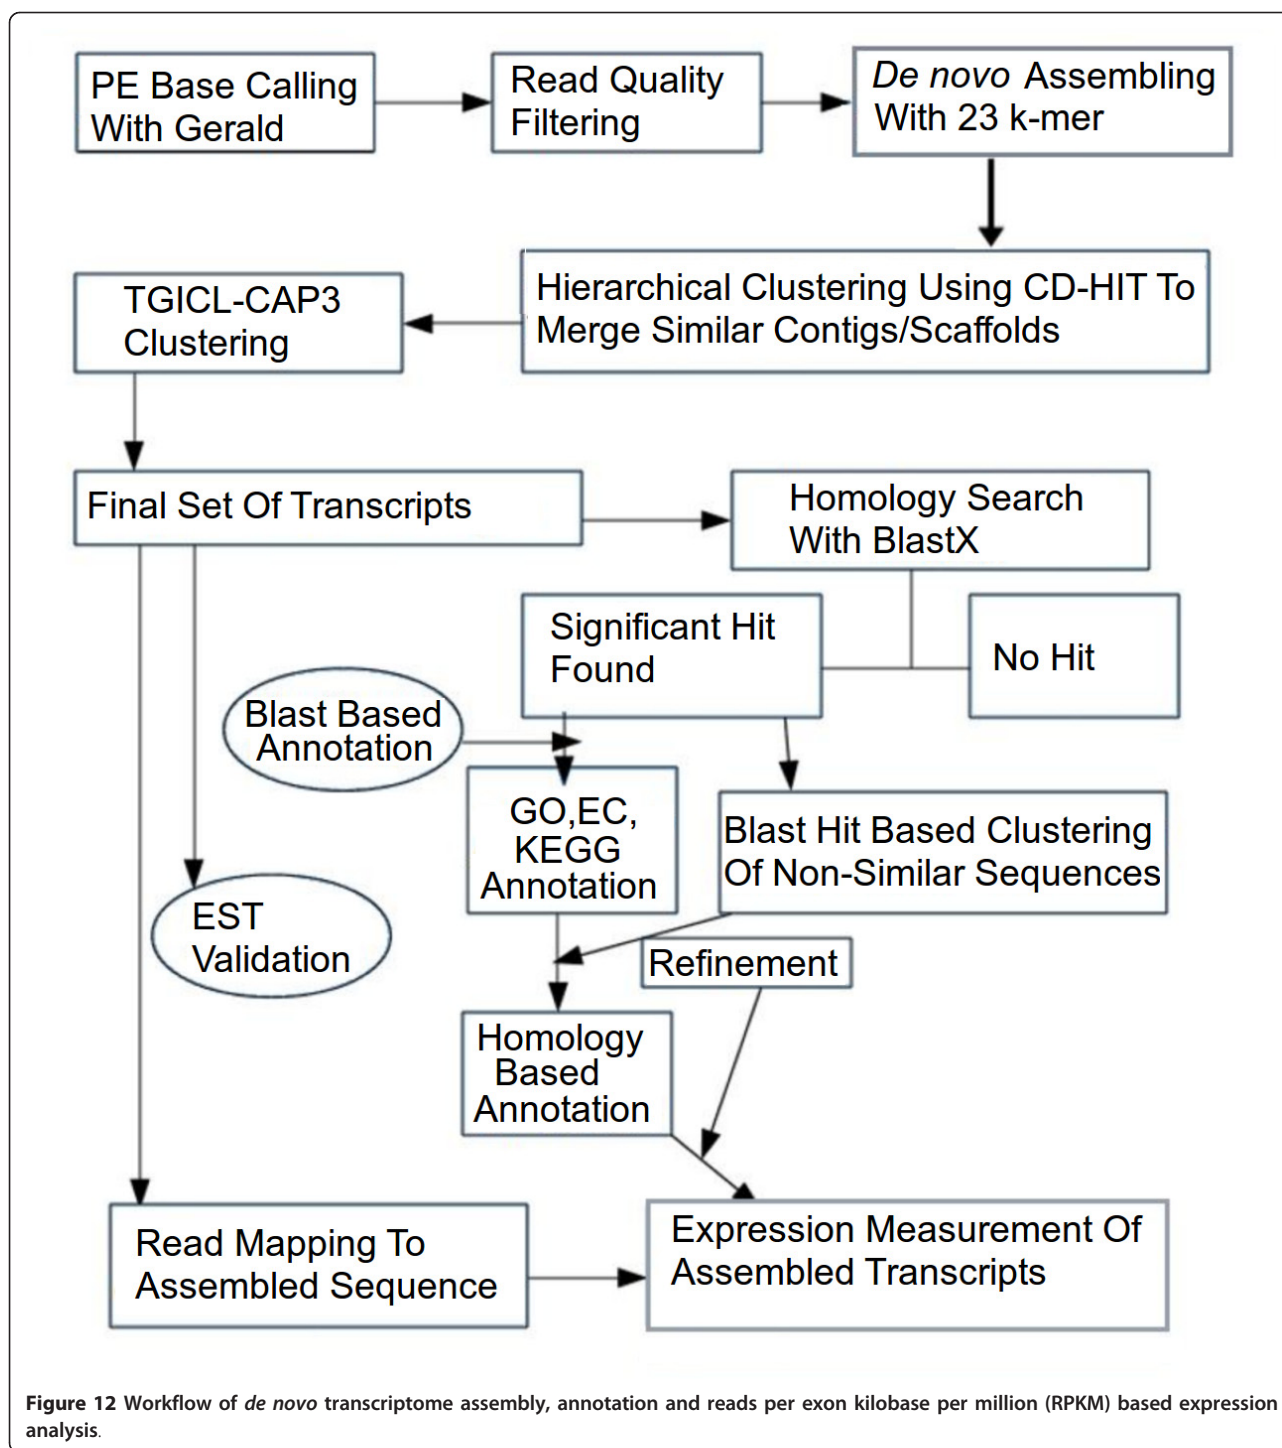 PE Base Calling
With Gerald
Read Quality
Filtering
De novo Assembling
With 23 k-mer
Hierarchical Clustering Using CD-HIT To
Merge Similar Contigs/Scaffolds
TGICL-CAP3
Clustering
Final Set Of Transcripts
Homology Search
With BlastX
Significant Hit
Found
No Hit
Blast Based
Annotation
GO,EC,
KEGG
Annotation
Blast Hit Based Clustering
Of Non-Similar Sequences
EST
Validation
Refinement
Homology
Based
Annotation
Read Mapping To
Assembled Sequence
Expression Measurement Of
Assembled Transcripts
Figure 12 Workflow of de novo transcriptome assembly, annotation and reads per exon kilobase per million (RPKM) based expression
analysis.